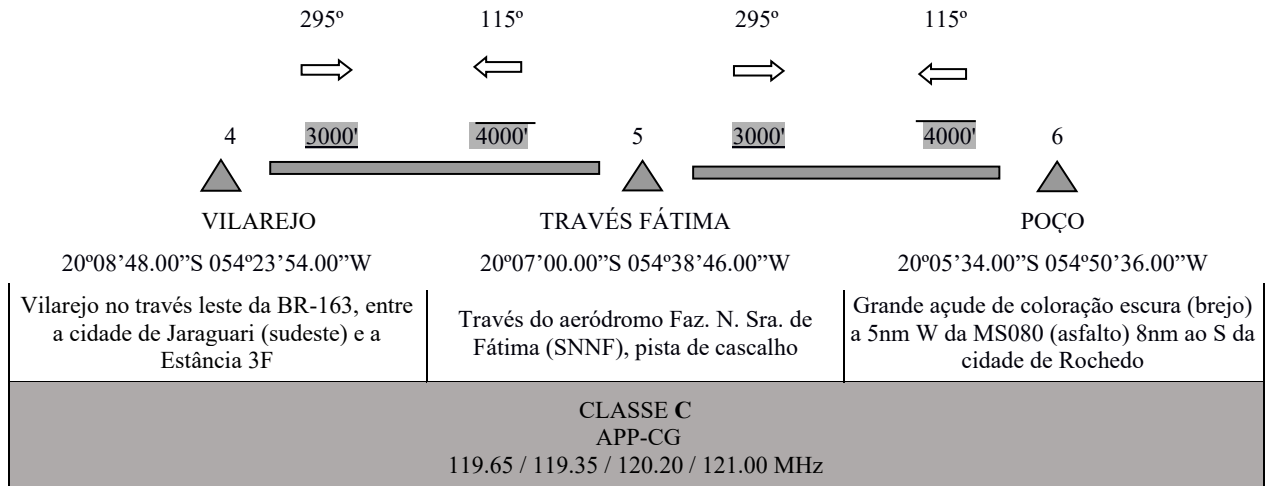 295º 115º 295º 115º
4 3000' 4000' 5 3000' 4000' 6
VILAREJO TRAVÉS FÁTIMA POÇO
20º08’48.00”S 054º23’54.00”W 20º07’00.00”S 054º38’46.00”W 20º05’34.00”S 054º50’36.00”W
Vilarejo no través leste da BR-163, entre
a cidade de Jaraguari (sudeste) e a
Estância 3F
Través do aeródromo Faz. N. Sra. de
Fátima (SNNF), pista de cascalho
Grande açude de coloração escura (brejo)
a 5nm W da MS080 (asfalto) 8nm ao S da
cidade de Rochedo
CLASSE C
APP-CG
119.65 / 119.35 / 120.20 / 121.00 MHz